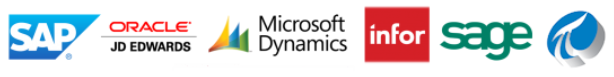 SAP
ORACLE
JD EDWARDS
Microsoft
Dynamics
infor
sage